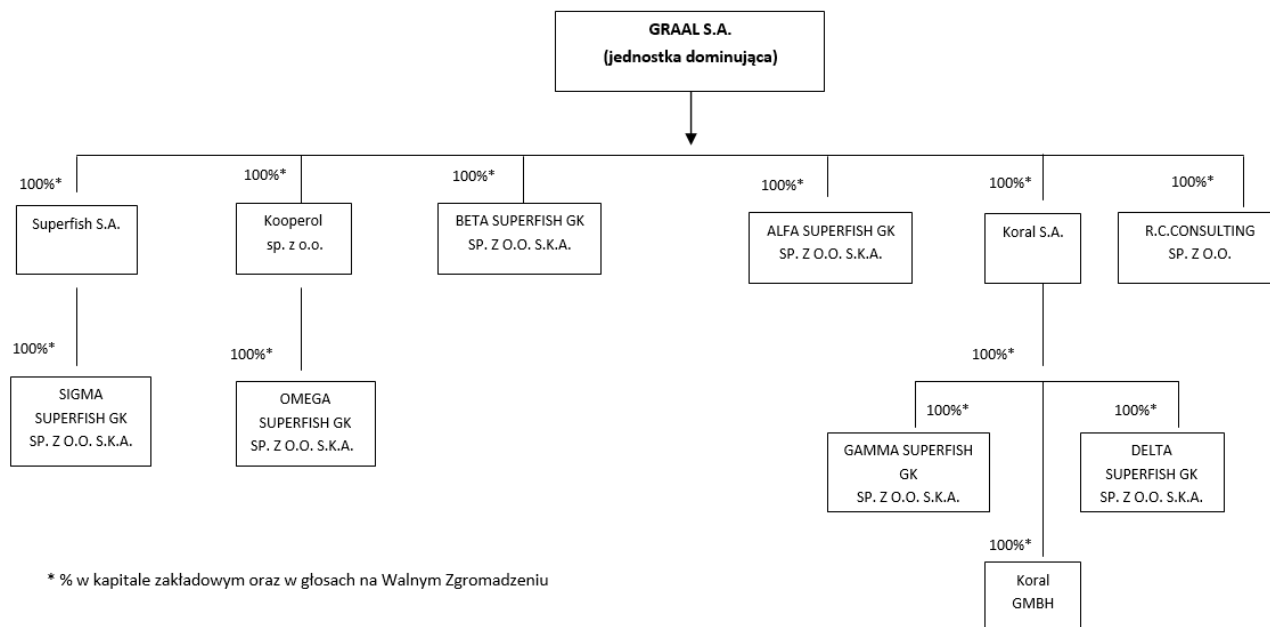 GRAAL S.A.
(jednostka dominująca)
100%*
100%*
100%*
100%*
100%*
100%*
Superfish S.A.
Kooperol
sp. z o.o.
BETA SUPERFISH GK
SP. Z O.O. S.K.A.
ALFA SUPERFISH GK
SP. Z O.O. S.K.A.
Koral S.A.
R.C.CONSULTING
SP. Z O.O.
100%*
100%*
100%*
SIGMA
SUPERFISH GK
SP. Z O.O. S.K.A.
OMEGA
SUPERFISH GK
SP. Z O.O. S.K.A.
100%*
100%*
GAMMA SUPERFISH
GK
SP. Z O.O. S.K.A.
DELTA
SUPERFISH GK
SP. Z O.O. S.K.A.
100%*
Koral
GMBH
* % w kapitale zakładowym oraz w głosach na Walnym Zgromadzeniu